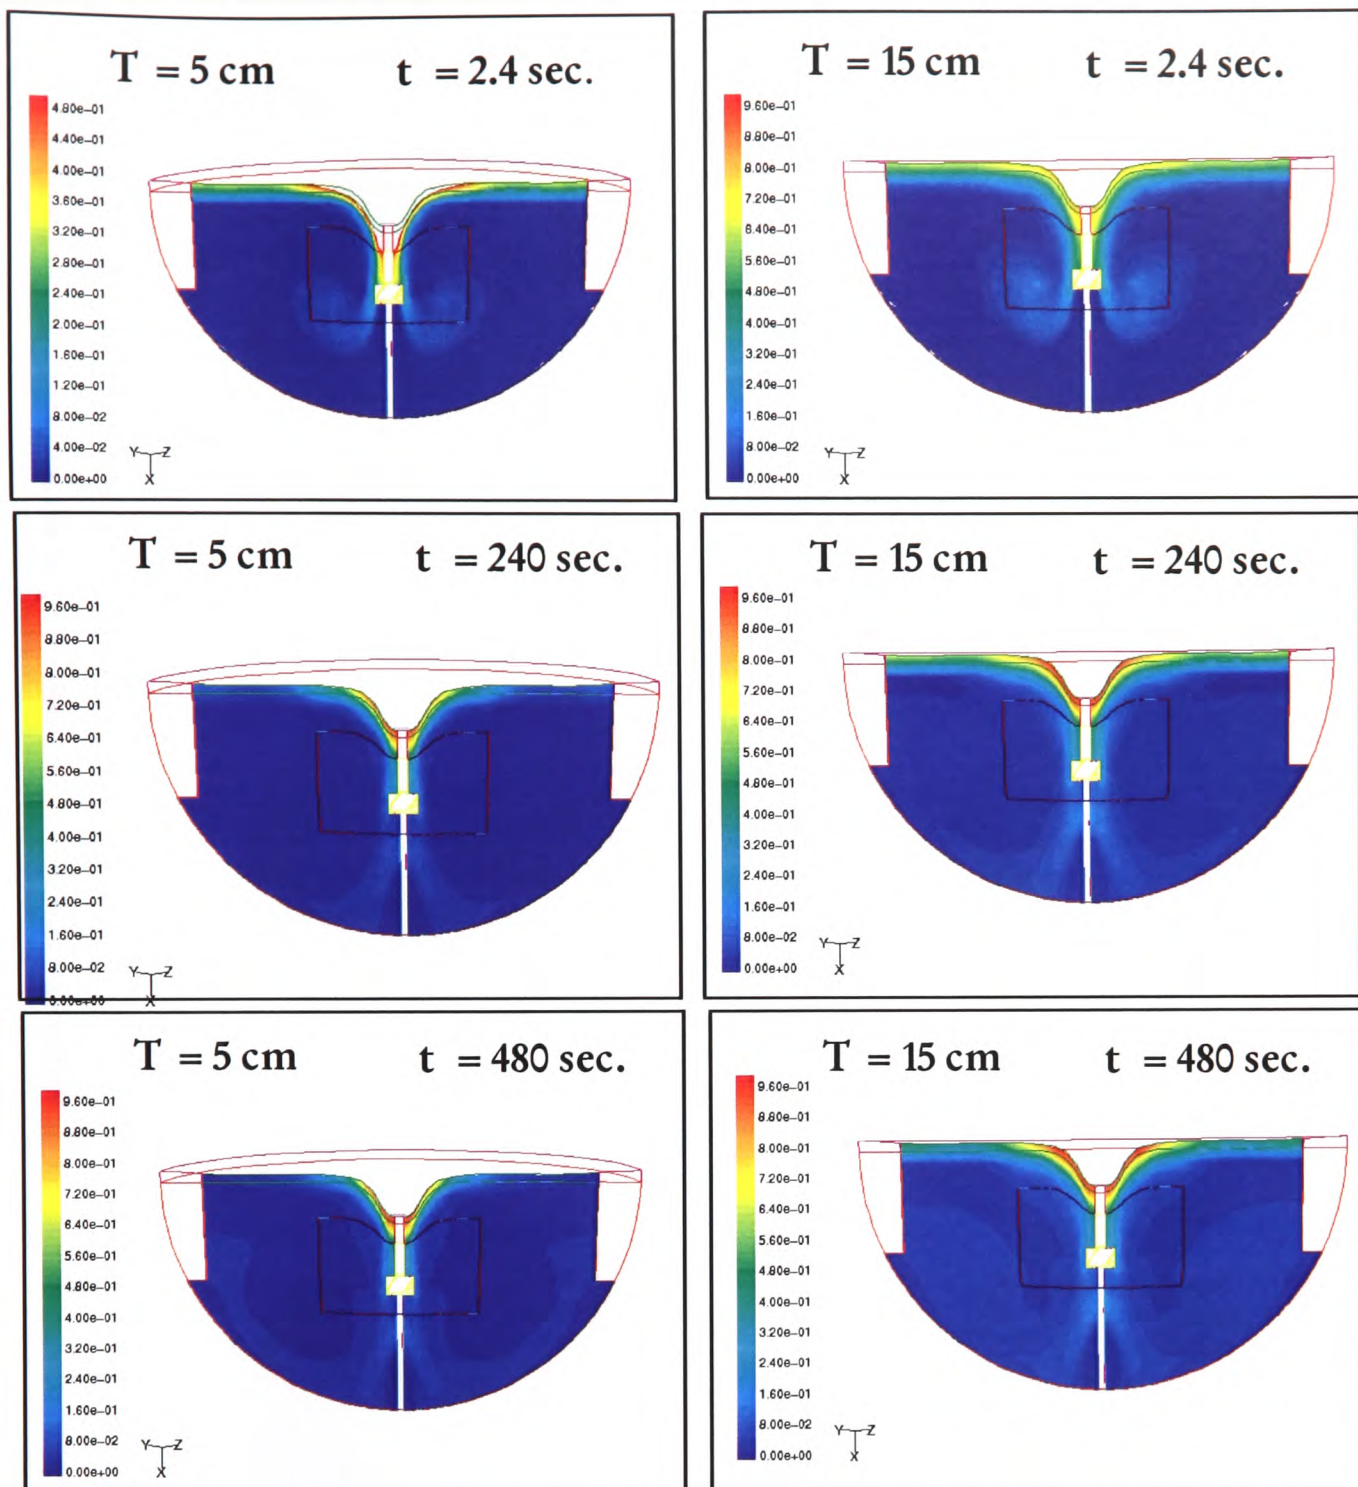 T = 5 cm t = 2.4 sec.
4.80e−01
4.40e−01
4.00e−01
3.60e−01
3.20e−01
2.80e−01
2.40e−01
2.00e−01
1.60e−01
1.20e−01
8.00e−02
4.00e−02
0.00e+00
Y Z
X
T = 15 cm t = 2.4 sec.
9.60e−01
8.80e−01
8.00e−01
7.20e−01
6.40e−01
5.60e−01
4.80e−01
4.00e−01
3.20e−01
2.40e−01
1.60e−01
8.00e−02
0.00e+00
Y Z
X
T = 5 cm t = 240 sec.
9.60e−01
8.80e−01
8.00e−01
7.20e−01
6.40e−01
5.60e−01
4.80e−01
4.00e−01
3.20e−01
2.40e−01
1.60e−01
8.00e−02
0.00e+00
Y Z
X
T = 15 cm t = 240 sec.
9.60e−01
8.80e−01
8.00e−01
7.20e−01
6.40e−01
5.60e−01
4.80e−01
4.00e−01
3.20e−01
2.40e−01
1.60e−01
8.00e−02
0.00e+00
Y Z
X
T = 5 cm t = 480 sec.
9.60e−01
8.80e−01
8.00e−01
7.20e−01
6.40e−01
5.60e−01
4.80e−01
4.00e−01
3.20e−01
2.40e−01
1.60e−01
8.00e−02
0.00e+00
Y Z
X
T = 15 cm t = 480 sec.
9.60e−01
8.80e−01
8.00e−01
7.20e−01
6.40e−01
5.60e−01
4.80e−01
4.00e−01
3.20e−01
2.40e−01
1.60e−01
8.00e−02
0.00e+00
Y Z
X